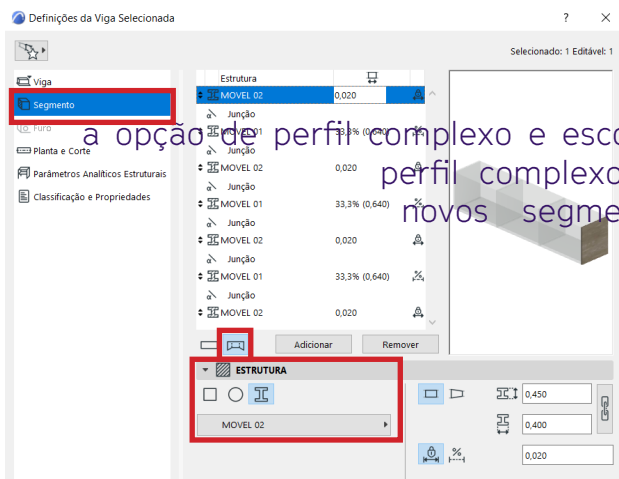 Definições da Viga Selecionada
? ×
Selecionado: 1 Editável: 1
Viga
Segmento
Furo
Planta e Corte
Parâmetros Analíticos Estruturais
Classificação e Propriedades
Estrutura
MOVEL 02 0,020
Junção
MOVEL 01 33,3% (0,640)
Junção
MOVEL 02 0,020
Junção
MOVEL 01 33,3% (0,640)
Junção
MOVEL 02 0,020
Junção
MOVEL 01 33,3% (0,640)
Junção
MOVEL 02 0,020
a opção de perfil complexo e esco
perfil complexo
novos segme
Adicionar Remover
ESTRUTURA
MOVEL 02
0,450
0,400
0,020